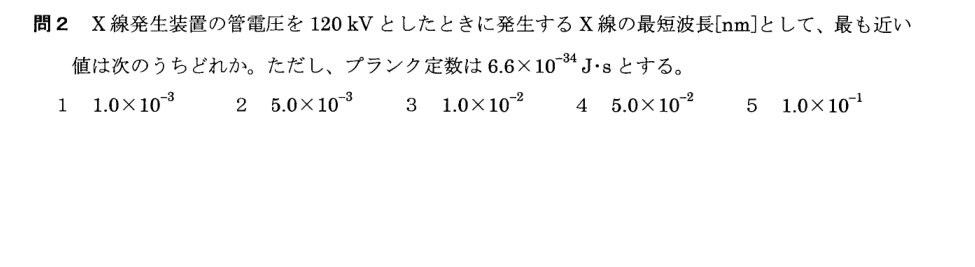 問2 X線発生装置の管電圧を 120 kV としたときに発生する X 線の最短波長[nm]として、最も近い
値は次のうちどれか。ただし、プランク定数は 6.6×10⁻³⁴ J･s とする。
1 1.0×10⁻³ 2 5.0×10⁻³ 3 1.0×10⁻² 4 5.0×10⁻² 5 1.0×10⁻¹